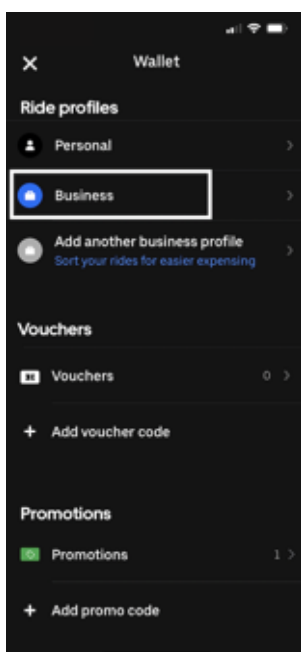 Wallet
Ride profiles
Personal
Business
Add another business profile
Sort your rides for easier expensing
Vouchers
Vouchers 0
Add voucher code
Promotions
Promotions 1
Add promo code